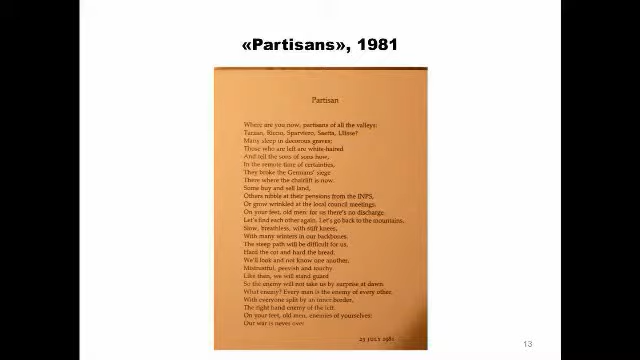 «Partisans», 1981
Partisan
Where are you now, partisans of all the valleys:
Tarzan, Riccio, Sparviero, Saetta, Ulisse?
Many sleep in decorous graves;
Those who are left are white-haired
And tell the sons of sons how,
In the remote time of certainties,
They broke the Germans' siege
There where the chairlift is now.
Some buy and sell land,
Others nibble at their pensions from the INPS,
Or grow wrinkled at the local council meetings.
On your feet, old men: for us there's no discharge.
Let's find each other again. Let's go back to the mountains,
Slow, breathless, with stiff knees,
With many winters in our backbones.
The steep path will be difficult for us,
Hard the cot and hard the bread.
We'll look and not know one another,
Mistrustful, peevish and touchy.
Like then, we will stand guard
So the enemy will not take us by surprise at dawn.
What enemy? Every man is the enemy of every other,
With everyone split by an inner border,
The right hand enemy of the left.
On your feet, old men, enemies of yourselves:
Our war is never over.
23 JULY 1981
13